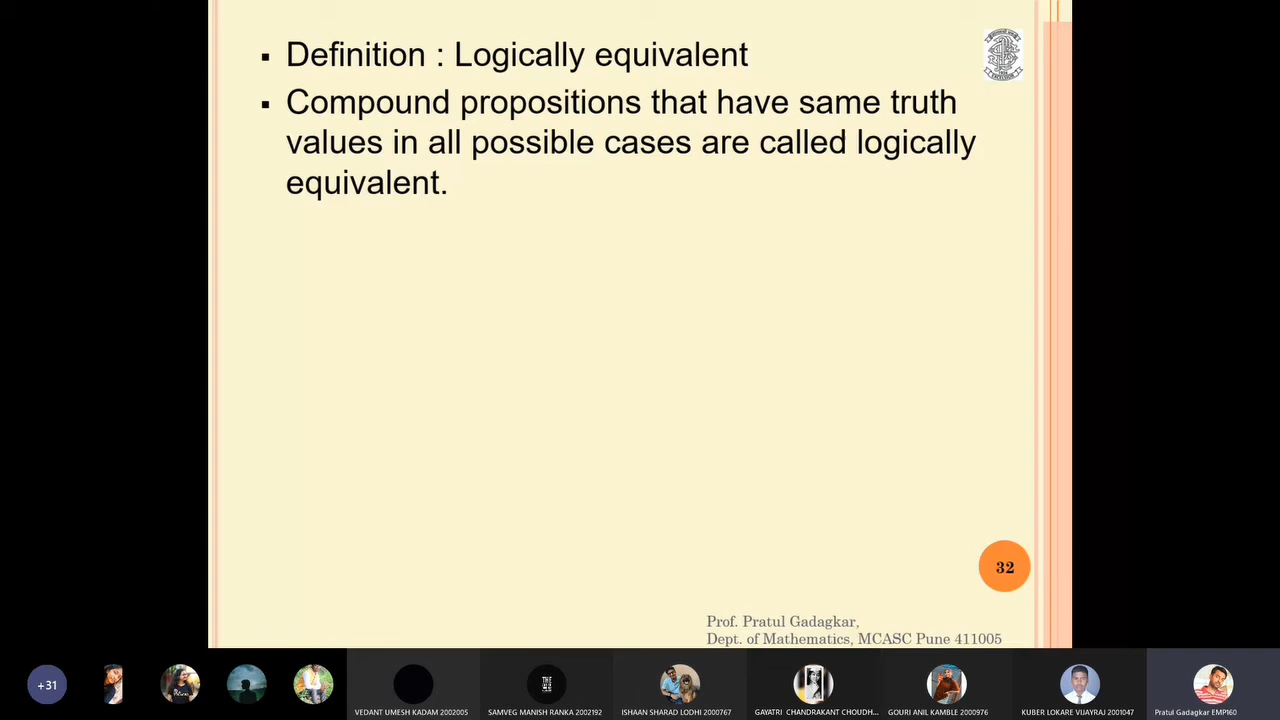 ▪ Definition : Logically equivalent
▪ Compound propositions that have same truth
values in all possible cases are called logically
equivalent.
32
Prof. Pratul Gadagkar,
Dept. of Mathematics, MCASC Pune 411005
+31
VEDANT UMESH KADAM 2002005
SAMVEG MANISH RANKA 2002192
ISHAAN SHARAD LODHI 2000767
GAYATRI CHANDRAKANT CHOUDH...
GOURI ANIL KAMBLE 2000976
KUBER LOKARE VIJAYRAJ 2001047
Pratul Gadagkar EMP160